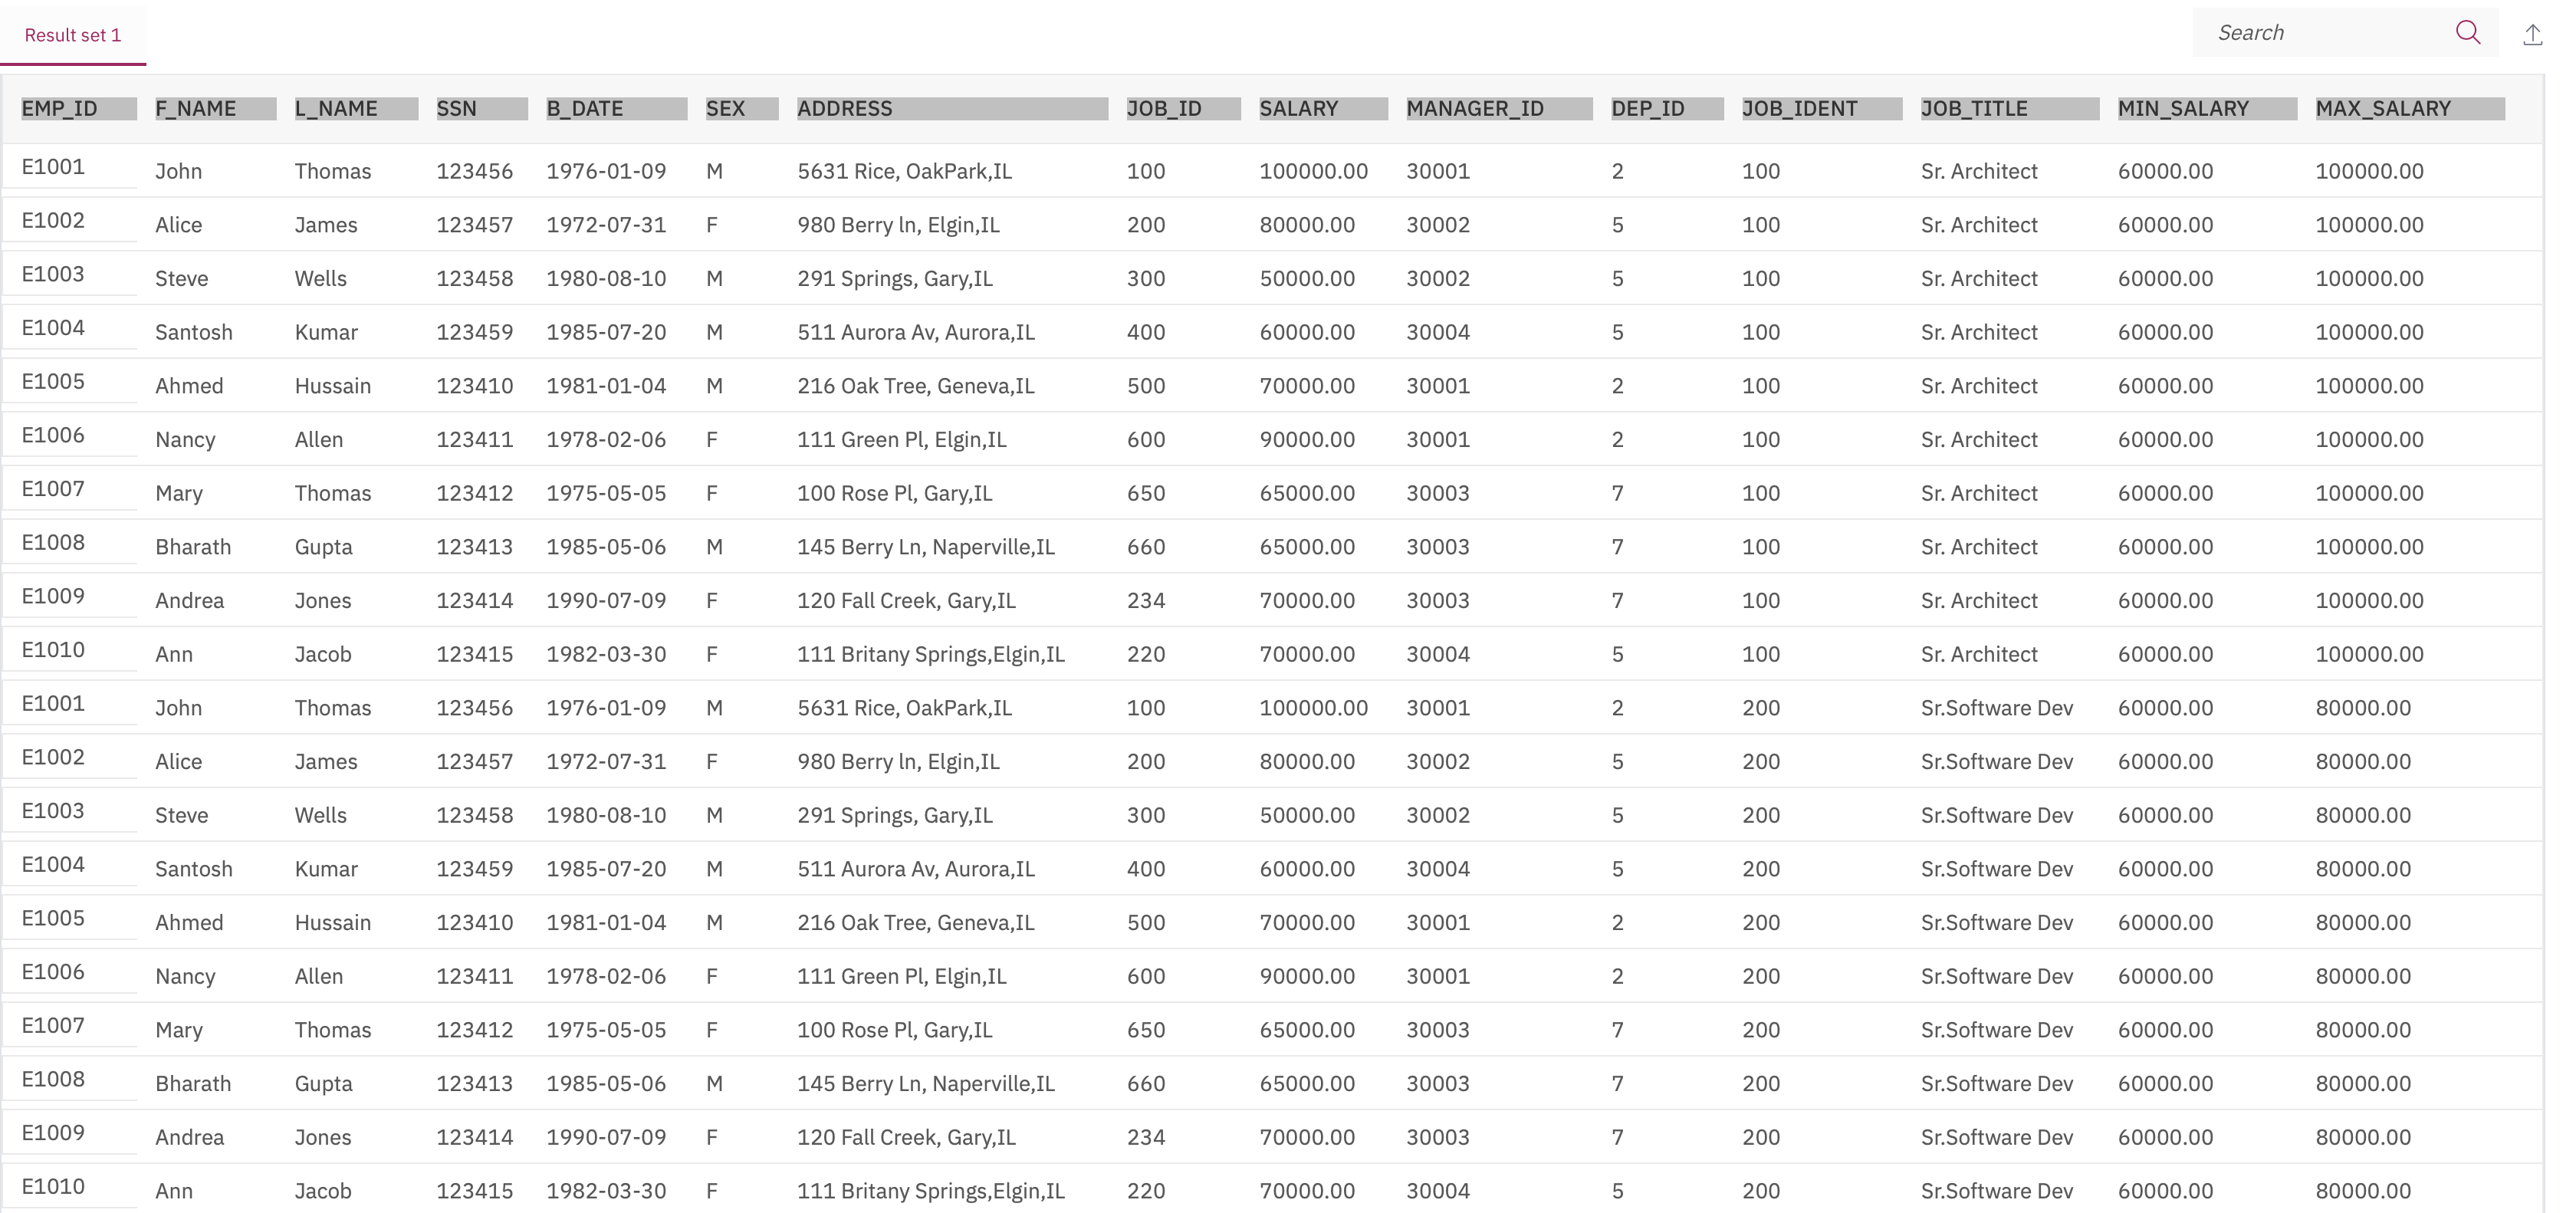 Result set 1 Search
EMP_ID F_NAME L_NAME SSN B_DATE SEX ADDRESS JOB_ID SALARY MANAGER_ID DEP_ID JOB_IDENT JOB_TITLE MIN_SALARY MAX_SALARY
E1001 John Thomas 123456 1976-01-09 M 5631 Rice, OakPark,IL 100 100000.00 30001 2 100 Sr. Architect 60000.00 100000.00
E1002 Alice James 123457 1972-07-31 F 980 Berry ln, Elgin,IL 200 80000.00 30002 5 100 Sr. Architect 60000.00 100000.00
E1003 Steve Wells 123458 1980-08-10 M 291 Springs, Gary,IL 300 50000.00 30002 5 100 Sr. Architect 60000.00 100000.00
E1004 Santosh Kumar 123459 1985-07-20 M 511 Aurora Av, Aurora,IL 400 60000.00 30004 5 100 Sr. Architect 60000.00 100000.00
E1005 Ahmed Hussain 123410 1981-01-04 M 216 Oak Tree, Geneva,IL 500 70000.00 30001 2 100 Sr. Architect 60000.00 100000.00
E1006 Nancy Allen 123411 1978-02-06 F 111 Green Pl, Elgin,IL 600 90000.00 30001 2 100 Sr. Architect 60000.00 100000.00
E1007 Mary Thomas 123412 1975-05-05 F 100 Rose Pl, Gary,IL 650 65000.00 30003 7 100 Sr. Architect 60000.00 100000.00
E1008 Bharath Gupta 123413 1985-05-06 M 145 Berry Ln, Naperville,IL 660 65000.00 30003 7 100 Sr. Architect 60000.00 100000.00
E1009 Andrea Jones 123414 1990-07-09 F 120 Fall Creek, Gary,IL 234 70000.00 30003 7 100 Sr. Architect 60000.00 100000.00
E1010 Ann Jacob 123415 1982-03-30 F 111 Britany Springs,Elgin,IL 220 70000.00 30004 5 100 Sr. Architect 60000.00 100000.00
E1001 John Thomas 123456 1976-01-09 M 5631 Rice, OakPark,IL 100 100000.00 30001 2 200 Sr.Software Dev 60000.00 80000.00
E1002 Alice James 123457 1972-07-31 F 980 Berry ln, Elgin,IL 200 80000.00 30002 5 200 Sr.Software Dev 60000.00 80000.00
E1003 Steve Wells 123458 1980-08-10 M 291 Springs, Gary,IL 300 50000.00 30002 5 200 Sr.Software Dev 60000.00 80000.00
E1004 Santosh Kumar 123459 1985-07-20 M 511 Aurora Av, Aurora,IL 400 60000.00 30004 5 200 Sr.Software Dev 60000.00 80000.00
E1005 Ahmed Hussain 123410 1981-01-04 M 216 Oak Tree, Geneva,IL 500 70000.00 30001 2 200 Sr.Software Dev 60000.00 80000.00
E1006 Nancy Allen 123411 1978-02-06 F 111 Green Pl, Elgin,IL 600 90000.00 30001 2 200 Sr.Software Dev 60000.00 80000.00
E1007 Mary Thomas 123412 1975-05-05 F 100 Rose Pl, Gary,IL 650 65000.00 30003 7 200 Sr.Software Dev 60000.00 80000.00
E1008 Bharath Gupta 123413 1985-05-06 M 145 Berry Ln, Naperville,IL 660 65000.00 30003 7 200 Sr.Software Dev 60000.00 80000.00
E1009 Andrea Jones 123414 1990-07-09 F 120 Fall Creek, Gary,IL 234 70000.00 30003 7 200 Sr.Software Dev 60000.00 80000.00
E1010 Ann Jacob 123415 1982-03-30 F 111 Britany Springs,Elgin,IL 220 70000.00 30004 5 200 Sr.Software Dev 60000.00 80000.00